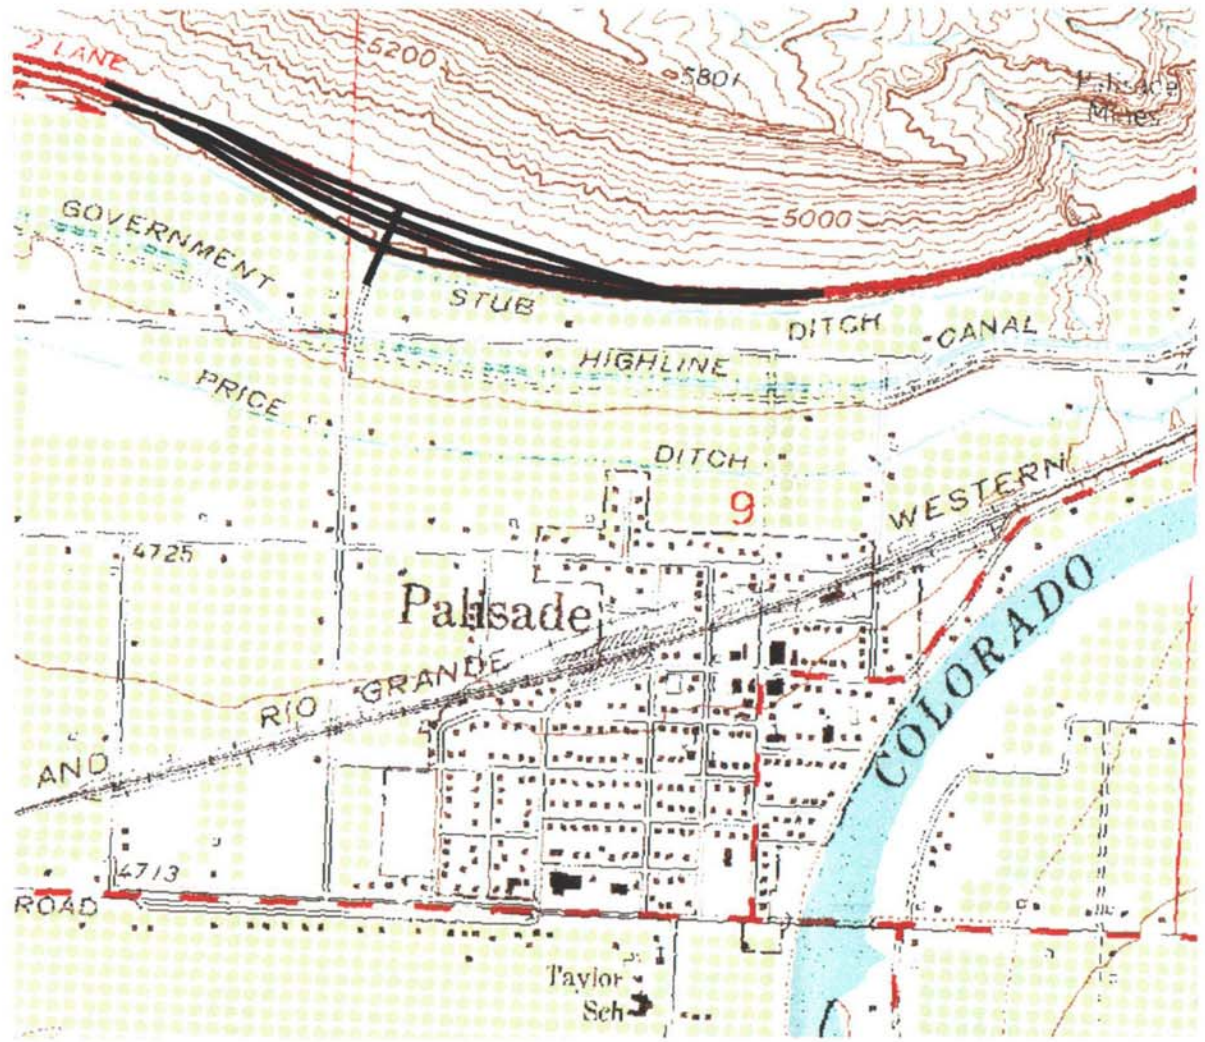 2 LANE
5200
5801
Palisade
Mines
GOVERNMENT
5000
STUB
DITCH
CANAL
HIGHLINE
PRICE
DITCH
9
WESTERN
4725
Palisade
COLORADO
GRANDE
RIO
AND
4713
ROAD
Taylor
Sch